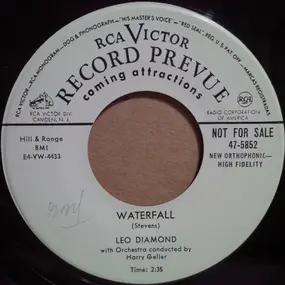 RCA VICTOR • RCA • RCA MONOGRAM • DOG & PHONOGRAPH • "HIS MASTER'S VOICE" • "RED SEAL", REG. U. S. PAT. OFF. • MARCAS REGISTRADAS
RCA VICTOR
RECORD PREVUE
coming attractions
RCA VICTOR DIV.
CAMDEN, N. J.
RADIO CORPORATION
OF AMERICA
Hill & Range
BMI
E4-VW-4433
NOT FOR SALE
47-5852
NEW ORTHOPHONIC
HIGH FIDELITY
WATERFALL
(Stevens)
LEO DIAMOND
with Orchestra conducted by
Harry Geller
Time: 2:35